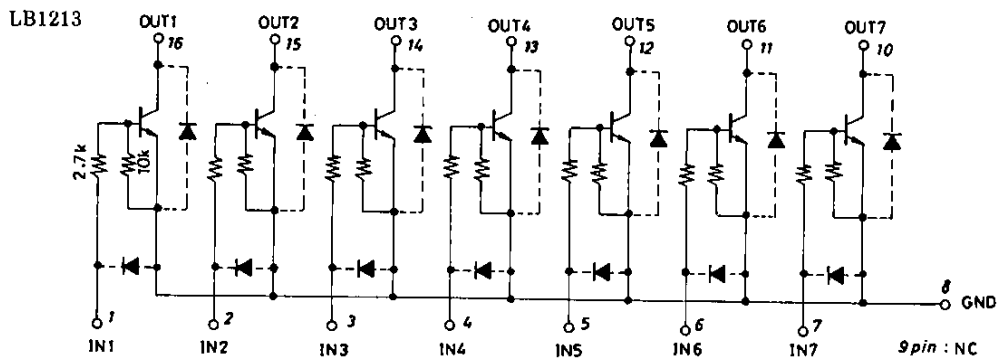 LB1213
OUT1 OUT2 OUT3 OUT4 OUT5 OUT6 OUT7
16 15 14 13 12 11 10
2.7k 10k
8 GND
1 2 3 4 5 6 7
IN1 IN2 IN3 IN4 IN5 IN6 IN7 9pin : NC